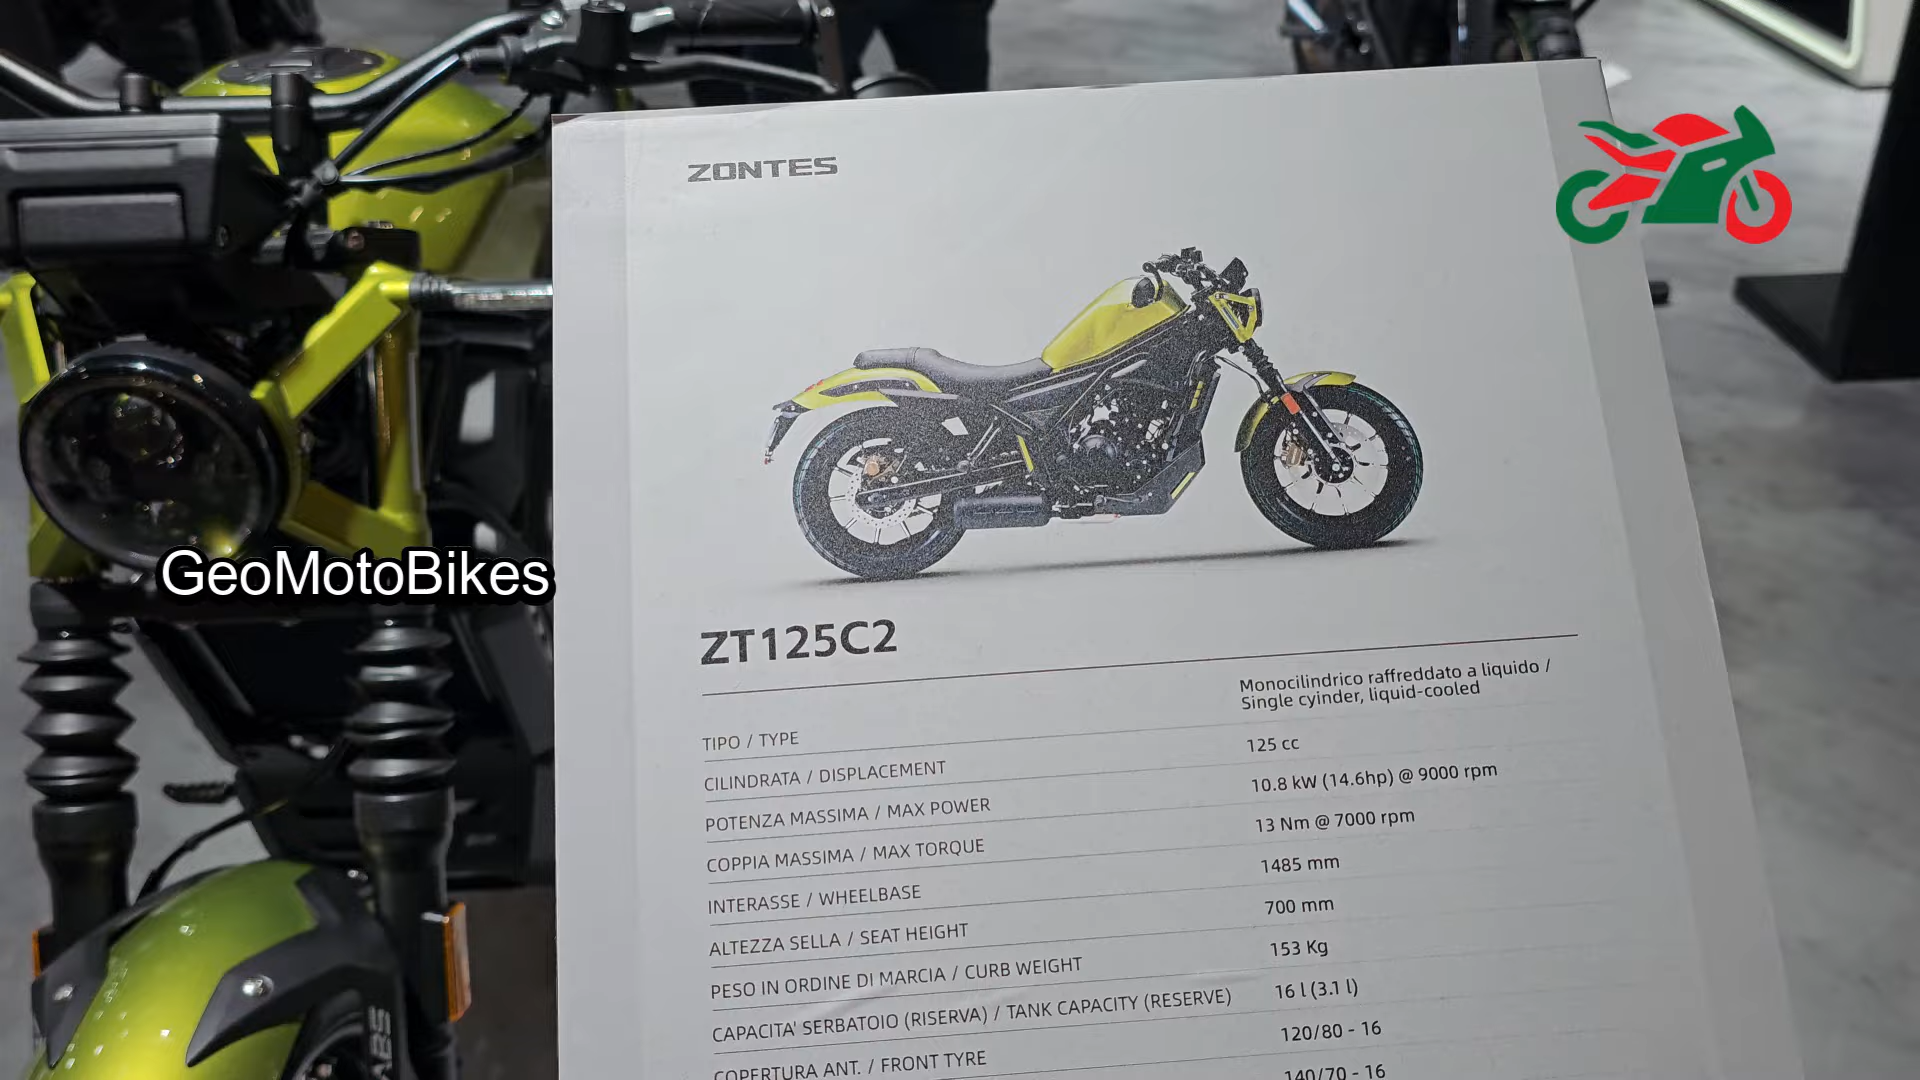 ZONTES
GeoMotoBikes
ZT125C2
Monocilindrico raffreddato a liquido /
Single cyinder, liquid-cooled
TIPO / TYPE
125 cc
CILINDRATA / DISPLACEMENT
10.8 kW (14.6hp) @ 9000 rpm
POTENZA MASSIMA / MAX POWER
13 Nm @ 7000 rpm
COPPIA MASSIMA / MAX TORQUE
1485 mm
INTERASSE / WHEELBASE
700 mm
ALTEZZA SELLA / SEAT HEIGHT
153 Kg
PESO IN ORDINE DI MARCIA / CURB WEIGHT
16 l (3.1 l)
CAPACITA' SERBATOIO (RISERVA) / TANK CAPACITY (RESERVE)
120/80 - 16
COPERTURA ANT. / FRONT TYRE
140/70 - 16
ABS